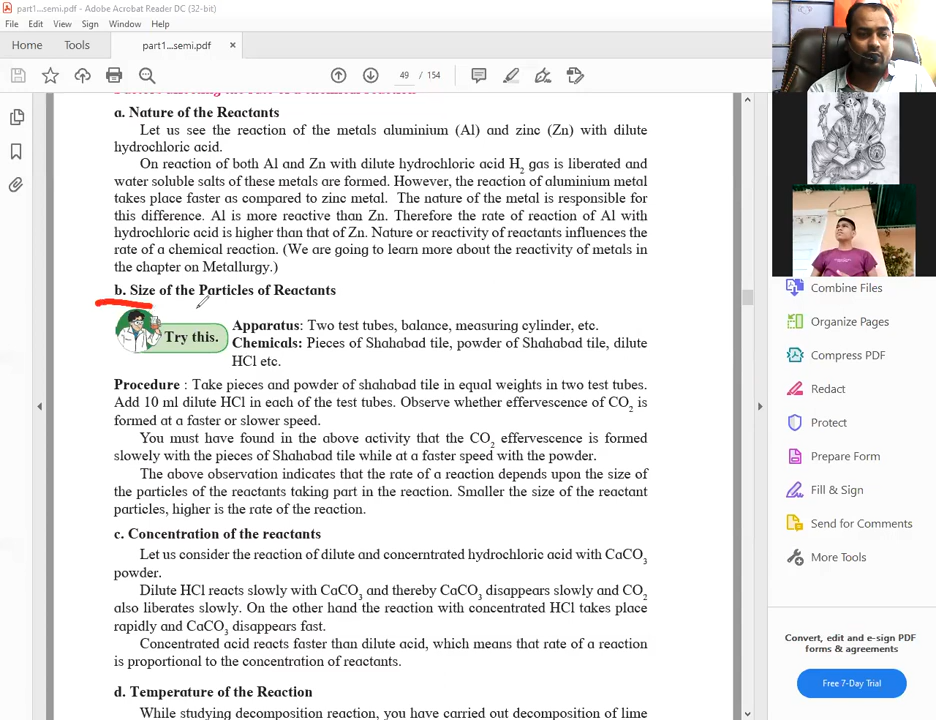 part1...semi.pdf - Adobe Acrobat Reader DC (32-bit)
File Edit View Sign Window Help
Home Tools part1...semi.pdf ×
49 / 154
a. Nature of the Reactants
Let us see the reaction of the metals aluminium (Al) and zinc (Zn) with dilute
hydrochloric acid.
On reaction of both Al and Zn with dilute hydrochloric acid H₂ gas is liberated and
water soluble salts of these metals are formed. However, the reaction of aluminium metal
takes place faster as compared to zinc metal. The nature of the metal is responsible for
this difference. Al is more reactive than Zn. Therefore the rate of reaction of Al with
hydrochloric acid is higher than that of Zn. Nature or reactivity of reactants influences the
rate of a chemical reaction. (We are going to learn more about the reactivity of metals in
the chapter on Metallurgy.)
b. Size of the Particles of Reactants
Try this.
Apparatus: Two test tubes, balance, measuring cylinder, etc.
Chemicals: Pieces of Shahabad tile, powder of Shahabad tile, dilute
HCl etc.
Procedure : Take pieces and powder of shahabad tile in equal weights in two test tubes.
Add 10 ml dilute HCl in each of the test tubes. Observe whether effervescence of CO₂ is
formed at a faster or slower speed.
You must have found in the above activity that the CO₂ effervescence is formed
slowely with the pieces of Shahabad tile while at a faster speed with the powder.
The above observation indicates that the rate of a reaction depends upon the size of
the particles of the reactants taking part in the reaction. Smaller the size of the reactant
particles, higher is the rate of the reaction.
c. Concentration of the reactants
Let us consider the reaction of dilute and concerntrated hydrochloric acid with CaCO₃
powder.
Dilute HCl reacts slowly with CaCO₃ and thereby CaCO₃ disappears slowly and CO₂
also liberates slowly. On the other hand the reaction with concentrated HCl takes place
rapidly and CaCO₃ disappears fast.
Concentrated acid reacts faster than dilute acid, which means that rate of a reaction
is proportional to the concentration of reactants.
d. Temperature of the Reaction
While studying decomposition reaction, you have carried out decomposition of lime
Combine Files
Organize Pages
Compress PDF
Redact
Protect
Prepare Form
Fill & Sign
Send for Comments
More Tools
Convert, edit and e-sign PDF
forms & agreements
Free 7-Day Trial